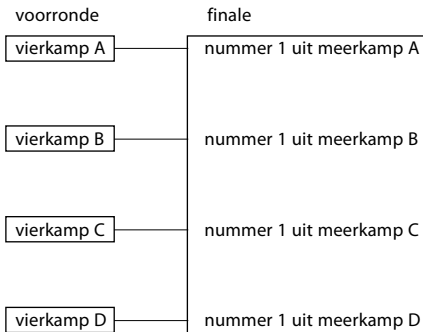 voorronde finale
vierkamp A nummer 1 uit meerkamp A
vierkamp B nummer 1 uit meerkamp B
vierkamp C nummer 1 uit meerkamp C
vierkamp D nummer 1 uit meerkamp D